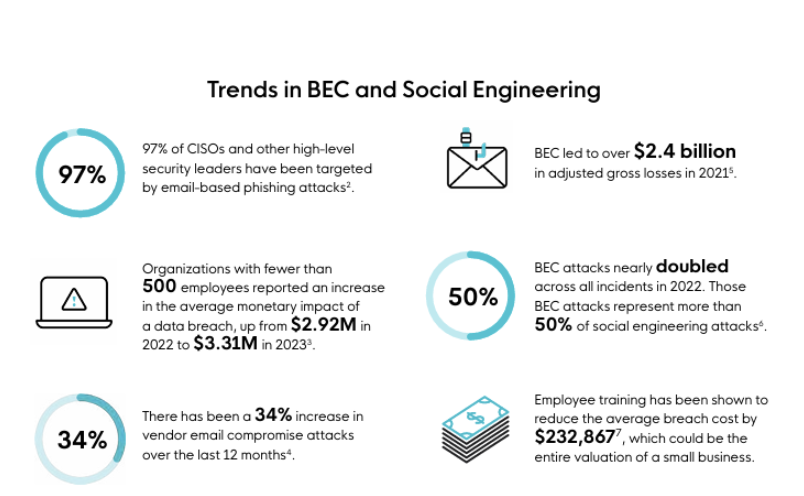 Trends in BEC and Social Engineering
97%
97% of CISOs and other high-level
security leaders have been targeted
by email-based phishing attacks².
BEC led to over $2.4 billion
in adjusted gross losses in 2021⁵.
Organizations with fewer than
500 employees reported an increase
in the average monetary impact of
a data breach, up from $2.92M in
2022 to $3.31M in 2023³.
50%
BEC attacks nearly doubled
across all incidents in 2022. Those
BEC attacks represent more than
50% of social engineering attacks⁶.
34%
There has been a 34% increase in
vendor email compromise attacks
over the last 12 months⁴.
$
Employee training has been shown to
reduce the average breach cost by
$232,867⁷, which could be the
entire valuation of a small business.